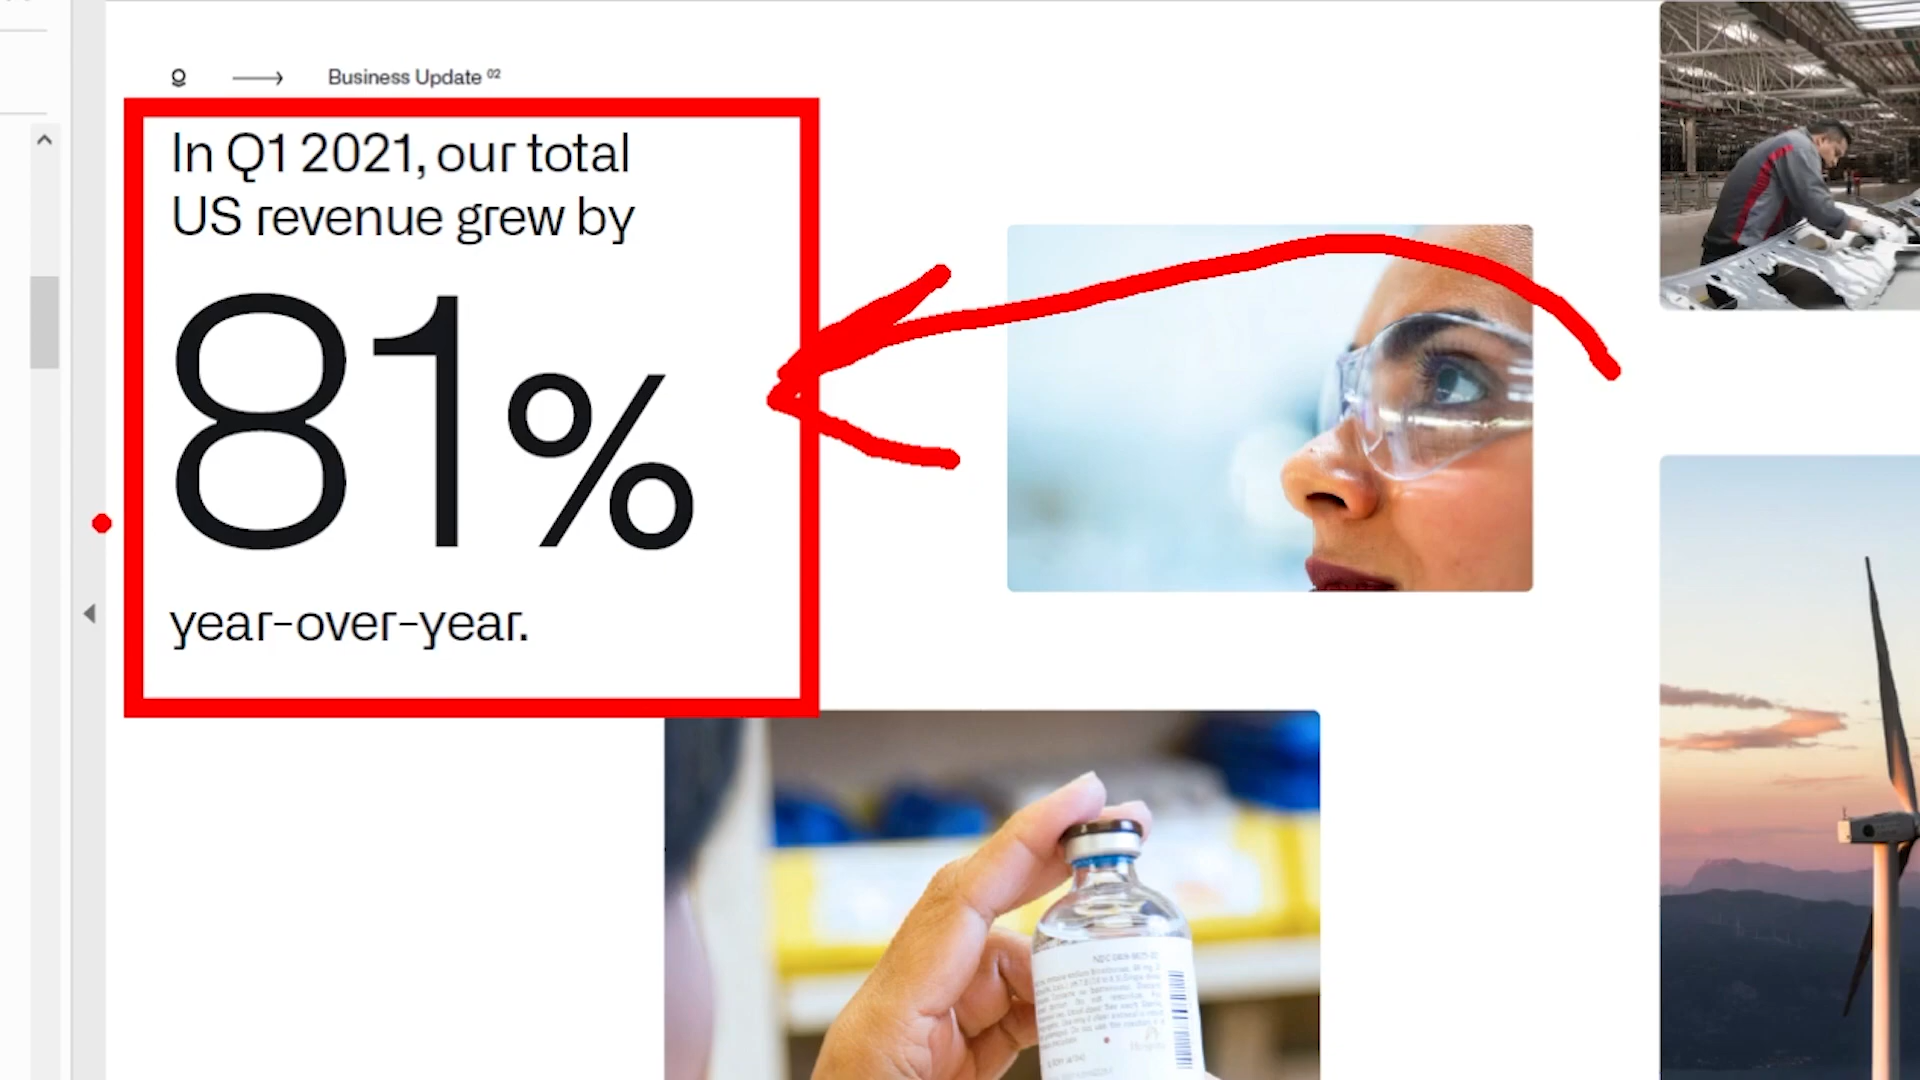 Business Update 02
In Q1 2021, our total
US revenue grew by
81%
year-over-year.